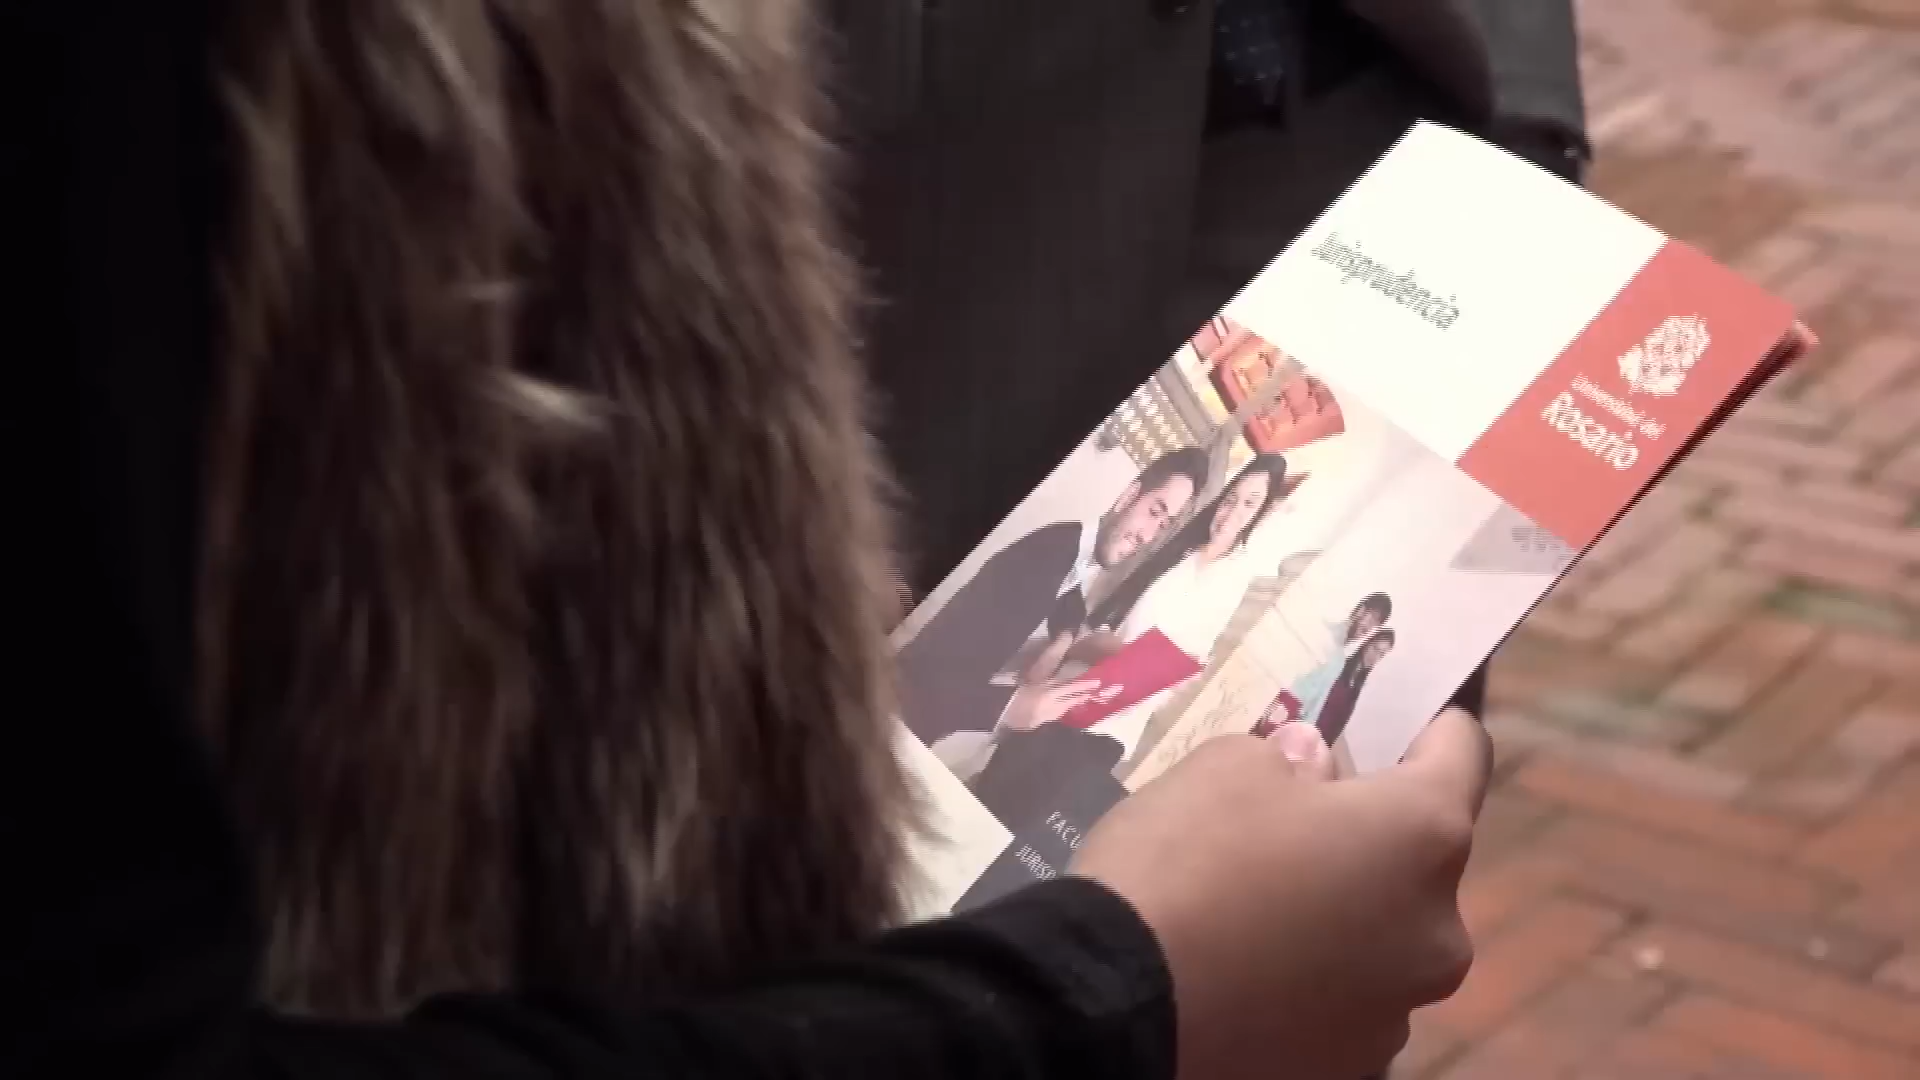 Jurisprudencia
Universidad del
Rosario
FACU
JURISP